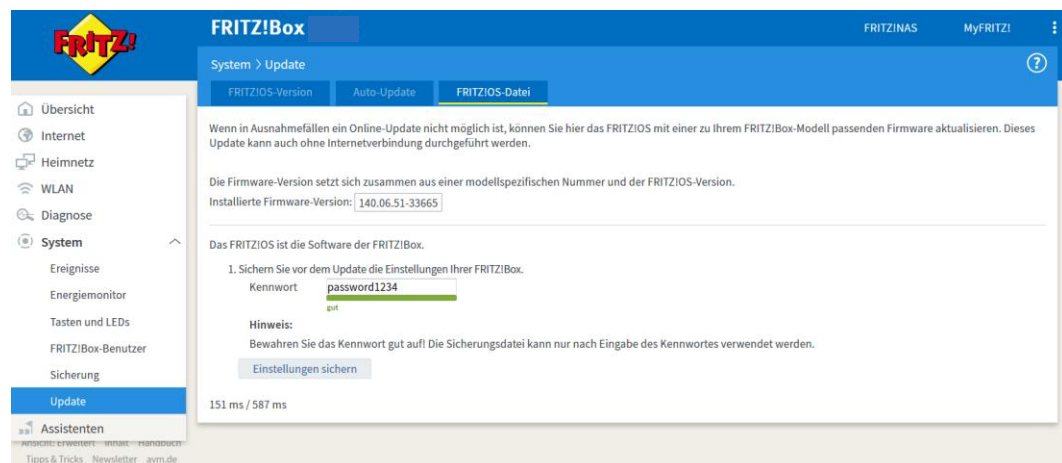 FRITZ!
FRITZ!Box
FRITZ!NAS MyFRITZ!
System > Update
FRITZ!OS-Version Auto-Update FRITZ!OS-Datei
Übersicht
Internet
Heimnetz
WLAN
Diagnose
System
Ereignisse
Energiemonitor
Tasten und LEDs
FRITZ!Box-Benutzer
Sicherung
Update
Assistenten
Ansicht: Erweitert Inhalt Handbuch
Tipps & Tricks Newsletter avm.de
Wenn in Ausnahmefällen ein Online-Update nicht möglich ist, können Sie hier das FRITZ!OS mit einer zu Ihrem FRITZ!Box-Modell passenden Firmware aktualisieren. Dieses
Update kann auch ohne Internetverbindung durchgeführt werden.
Die Firmware-Version setzt sich zusammen aus einer modellspezifischen Nummer und der FRITZ!OS-Version.
Installierte Firmware-Version: 140.06.51-33665
Das FRITZ!OS ist die Software der FRITZ!Box.
1. Sichern Sie vor dem Update die Einstellungen Ihrer FRITZ!Box.
Kennwort password1234
gut
Hinweis:
Bewahren Sie das Kennwort gut auf! Die Sicherungsdatei kann nur nach Eingabe des Kennwortes verwendet werden.
Einstellungen sichern
151 ms / 587 ms